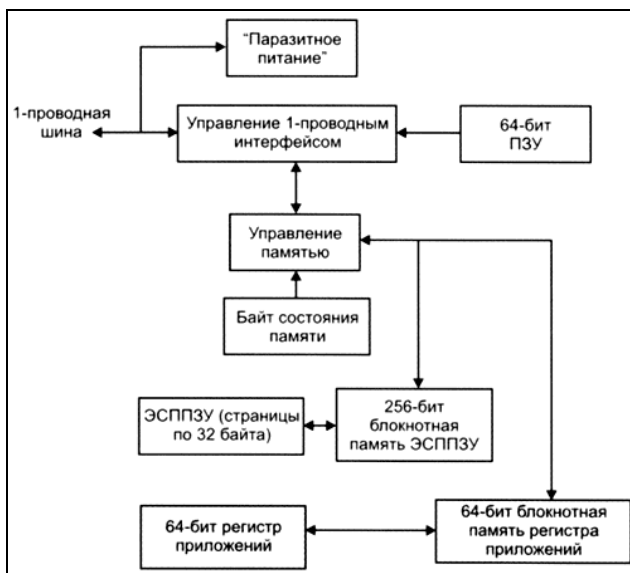 "Паразитное
питание"
1-проводная
шина
Управление 1-проводным
интерфейсом
64-бит
ПЗУ
Управление
памятью
Байт состояния
памяти
ЭСППЗУ (страницы
по 32 байта)
256-бит
блокнотная
память ЭСППЗУ
64-бит регистр
приложений
64-бит блокнотная
память регистра
приложений